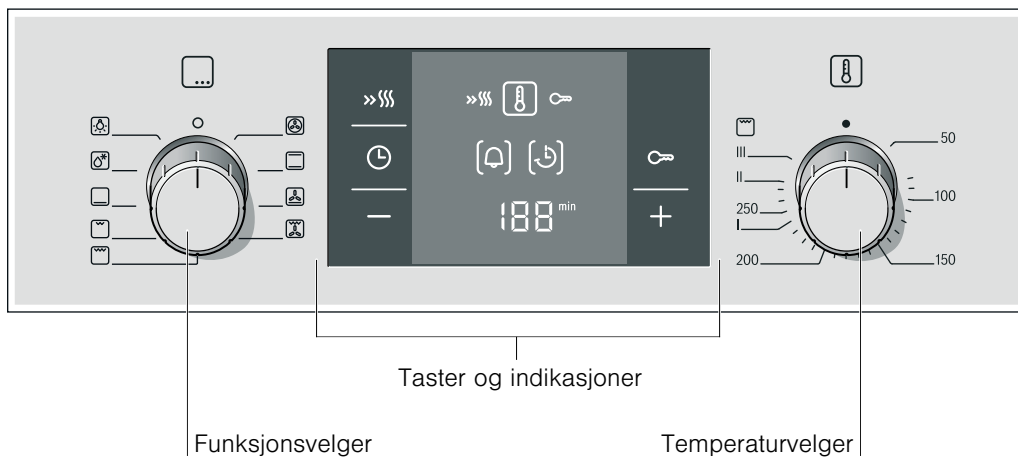 188 min
50
100
150
200
250
I
II
III
Taster og indikasjoner
Funksjonsvelger
Temperaturvelger